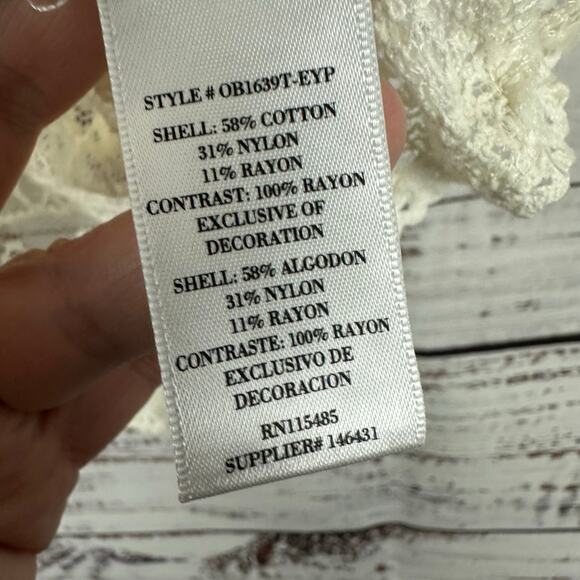 STYLE # OB1639T-EYP
SHELL: 58% COTTON
31% NYLON
11% RAYON
CONTRAST: 100% RAYON
EXCLUSIVE OF
DECORATION
SHELL: 58% ALGODON
31% NYLON
11% RAYON
CONTRASTE: 100% RAYON
EXCLUSIVO DE
DECORACION
RN115485
SUPPLIER# 146431